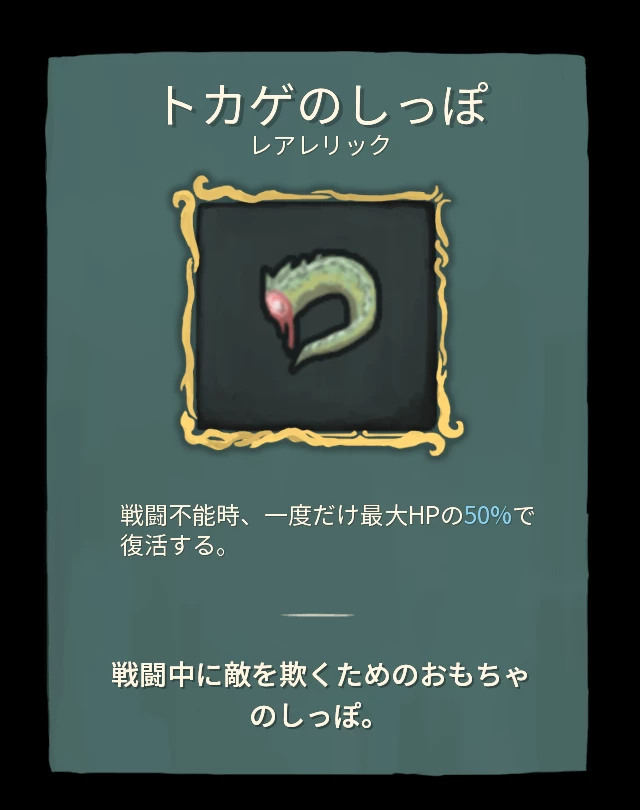 トカゲのしっぽ
レアレリック
戦闘不能時、一度だけ最大HPの50%で
復活する。
戦闘中に敵を欺くためのおもちゃ
のしっぽ。